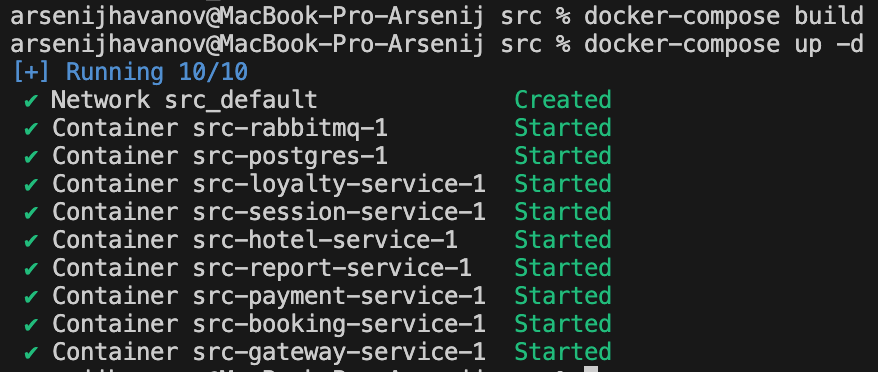 arsenijhavanov@MacBook-Pro-Arsenij src % docker-compose build
arsenijhavanov@MacBook-Pro-Arsenij src % docker-compose up -d
[+] Running 10/10
✔ Network src_default Created
✔ Container src-rabbitmq-1 Started
✔ Container src-postgres-1 Started
✔ Container src-loyalty-service-1 Started
✔ Container src-session-service-1 Started
✔ Container src-hotel-service-1 Started
✔ Container src-report-service-1 Started
✔ Container src-payment-service-1 Started
✔ Container src-booking-service-1 Started
✔ Container src-gateway-service-1 Started